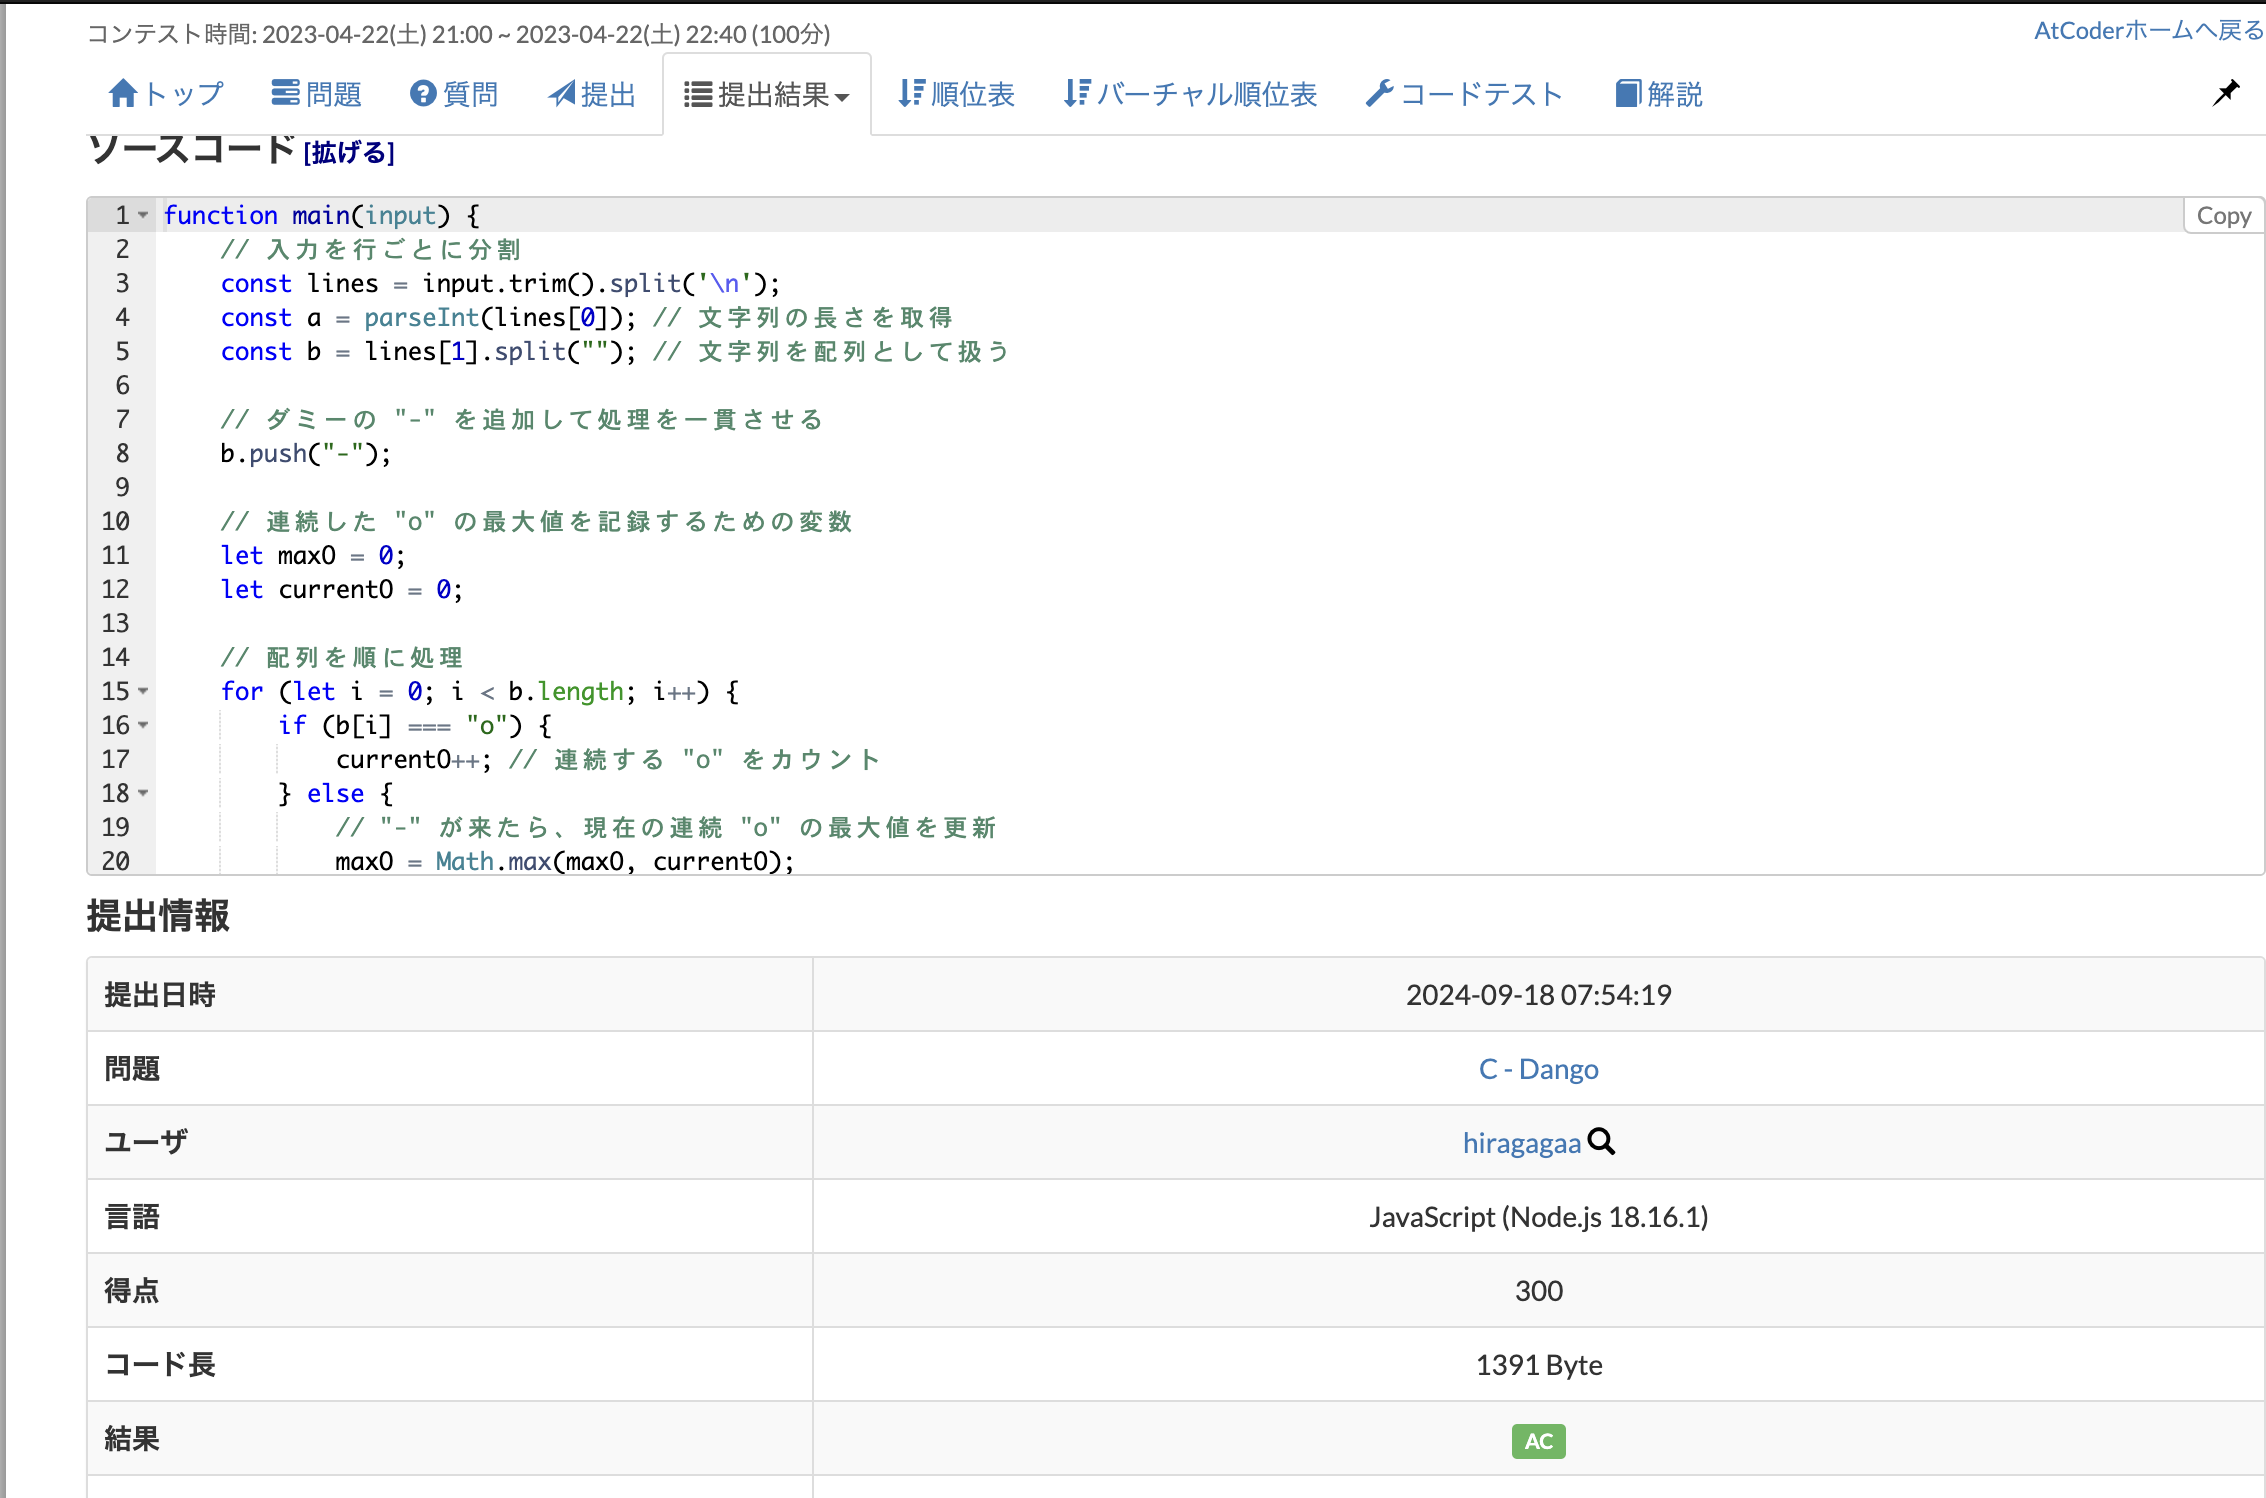 コンテスト時間: 2023-04-22(土) 21:00 ~ 2023-04-22(土) 22:40 (100分)
AtCoderホームへ戻る
トップ 問題 質問 提出 提出結果 順位表 バーチャル順位表 コードテスト 解説
ソースコード [拡げる]
Copy
1 function main(input) {
2     // 入力を行ごとに分割
3     const lines = input.trim().split('\n');
4     const a = parseInt(lines[0]); // 文字列の長さを取得
5     const b = lines[1].split(""); // 文字列を配列として扱う
6
7     // ダミーの "-" を追加して処理を一貫させる
8     b.push("-");
9
10     // 連続した "o" の最大値を記録するための変数
11     let maxO = 0;
12     let currentO = 0;
13
14     // 配列を順に処理
15     for (let i = 0; i < b.length; i++) {
16         if (b[i] === "o") {
17             currentO++; // 連続する "o" をカウント
18         } else {
19             // "-" が来たら、現在の連続 "o" の最大値を更新
20             maxO = Math.max(maxO, currentO);
提出情報
提出日時 2024-09-18 07:54:19
問題 C - Dango
ユーザ hiragagaa
言語 JavaScript (Node.js 18.16.1)
得点 300
コード長 1391 Byte
結果 AC